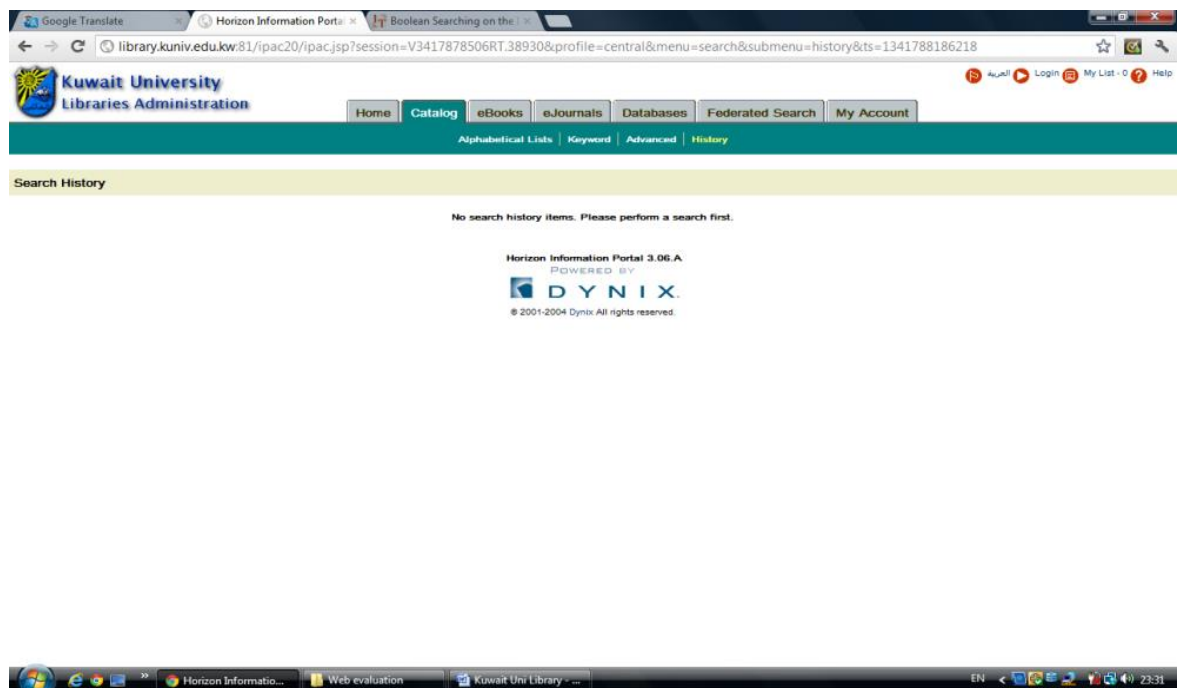 Google Translate
Horizon Information Porta
Boolean Searching on the I
library.kuniv.edu.kw:81/ipac20/ipac.jsp?session=V3417878506RT.38930&profile=central&menu=search&submenu=history&ts=1341788186218
Kuwait University
Libraries Administration
العربية Login My List - 0 Help
Home Catalog eBooks eJournals Databases Federated Search My Account
Alphabetical Lists | Keyword | Advanced | History
Search History
No search history items. Please perform a search first.
Horizon Information Portal 3.06.A
POWERED BY
DYNIX
© 2001-2004 Dynix All rights reserved.
Horizon Informatio... Web evaluation Kuwait Uni Library - ... EN 23:31